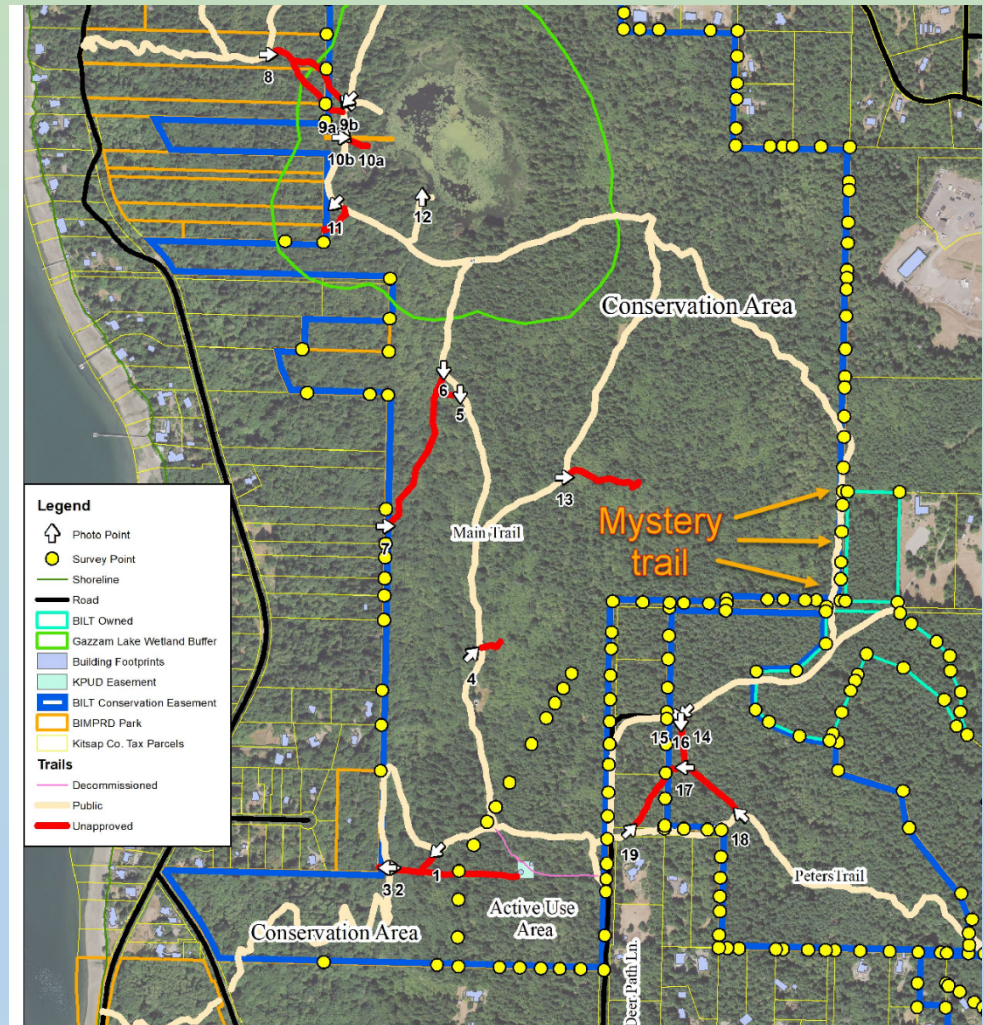 8
9a 9b
10b 10a
12
11
Conservation Area
6
5
13
Mystery
trail
Main Trail
7
Legend
Photo Point
Survey Point
Shoreline
Road
BILT Owned
Gazzam Lake Wetland Buffer
Building Footprints
KPUD Easement
BILT Conservation Easement
BIMPRD Park
Kitsap Co. Tax Parcels
Trails
Decommissioned
Public
Unapproved
4
15 16 14
17
18
19
1
3 2
PetersTrail
Active Use
Area
Conservation Area
Deer Path Ln.